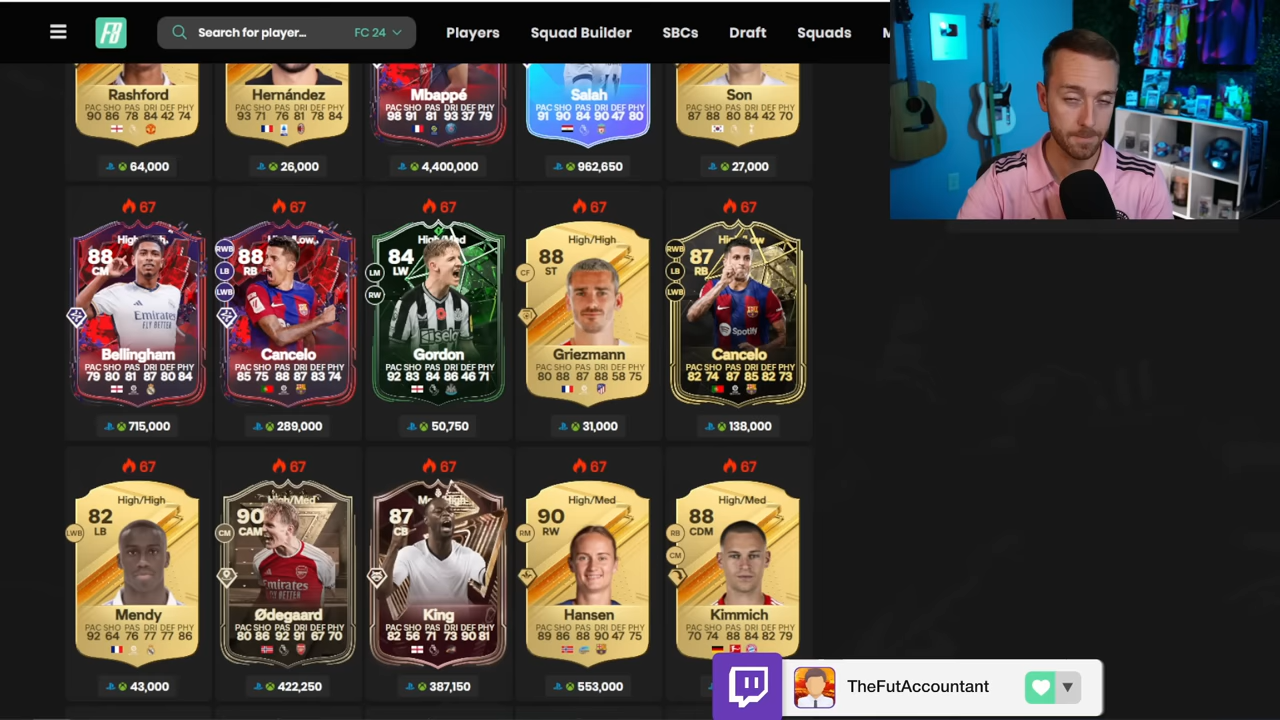 FB Search for player... FC 24 Players Squad Builder SBCs Draft Squads M
Rashford Hernández Mbappé Salah Son
PAC SHO PAS DRI DEF PHY PAC SHO PAS DRI DEF PHY PAC SHO PAS DRI DEF PHY PAC SHO PAS DRI DEF PHY PAC SHO PAS DRI DEF PHY
90 86 78 84 42 74 93 71 76 81 98 91 81 93 37 79 91 90 84 90 47 80 87 88 80 84 42 70
64,000 26,000 4,400,000 962,650 27,000
67 67 67 67 67
High/High High/Med High/High
88 CM RWB 88 RB LB LWB LM 84 LW RW 88 ST CF RWB 87 RB LB LWB
Emirates FLY BETTER Spotify
Bellingham Cancelo Gordon Griezmann Cancelo
PAC SHO PAS DRI DEF PHY PAC SHO PAS DRI DEF PHY PAC SHO PAS DRI DEF PHY PAC SHO PAS DRI DEF PHY PAC SHO PAS DRI DEF PHY
79 80 81 87 80 84 85 75 88 87 83 74 92 83 84 86 46 71 80 88 87 88 58 75 82 74 87 85 82 73
715,000 289,000 50,750 31,000 138,000
67 67 67 67 67
High/High High/Med High/Med High/Med
82 LB LWB 90 CAM CM 87 CB 90 RW RM 88 CDM RB CM
Emirates
Mendy Ødegaard King Hansen Kimmich
PAC SHO PAS DRI DEF PHY PAC SHO PAS DRI DEF PHY PAC SHO PAS DRI DEF PHY PAC SHO PAS DRI DEF PHY PAC SHO PAS DRI DEF PHY
92 64 76 77 77 86 80 86 92 91 67 70 82 56 71 73 90 81 89 86 88 90 47 75 70 74 88 84 82 79
43,000 422,250 387,150 553,000
TheFutAccountant